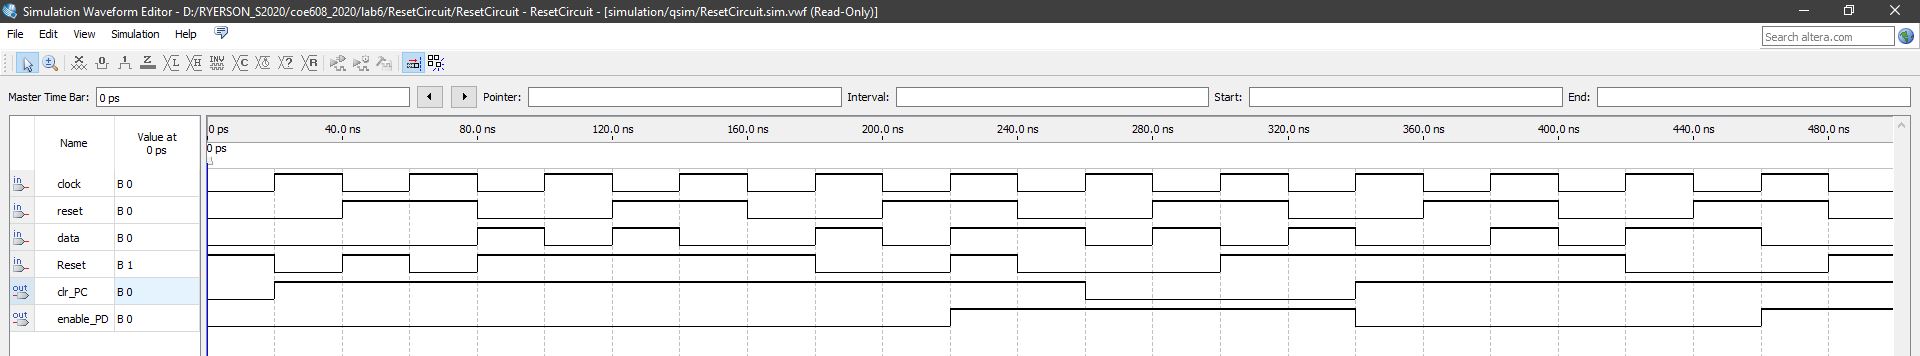 Simulation Waveform Editor - D:/RYERSON_S2020/coe608_2020/lab6/ResetCircuit/ResetCircuit - ResetCircuit - [simulation/qsim/ResetCircuit.sim.vwf (Read-Only)]
File Edit View Simulation Help
Search altera.com
Master Time Bar: 0 ps Pointer: Interval: Start: End:
Name Value at 0 ps
0 ps 40.0 ns 80.0 ns 120.0 ns 160.0 ns 200.0 ns 240.0 ns 280.0 ns 320.0 ns 360.0 ns 400.0 ns 440.0 ns 480.0 ns
0 ps
in clock B 0
in reset B 0
in data B 0
in Reset B 1
out clr_PC B 0
out enable_PD B 0